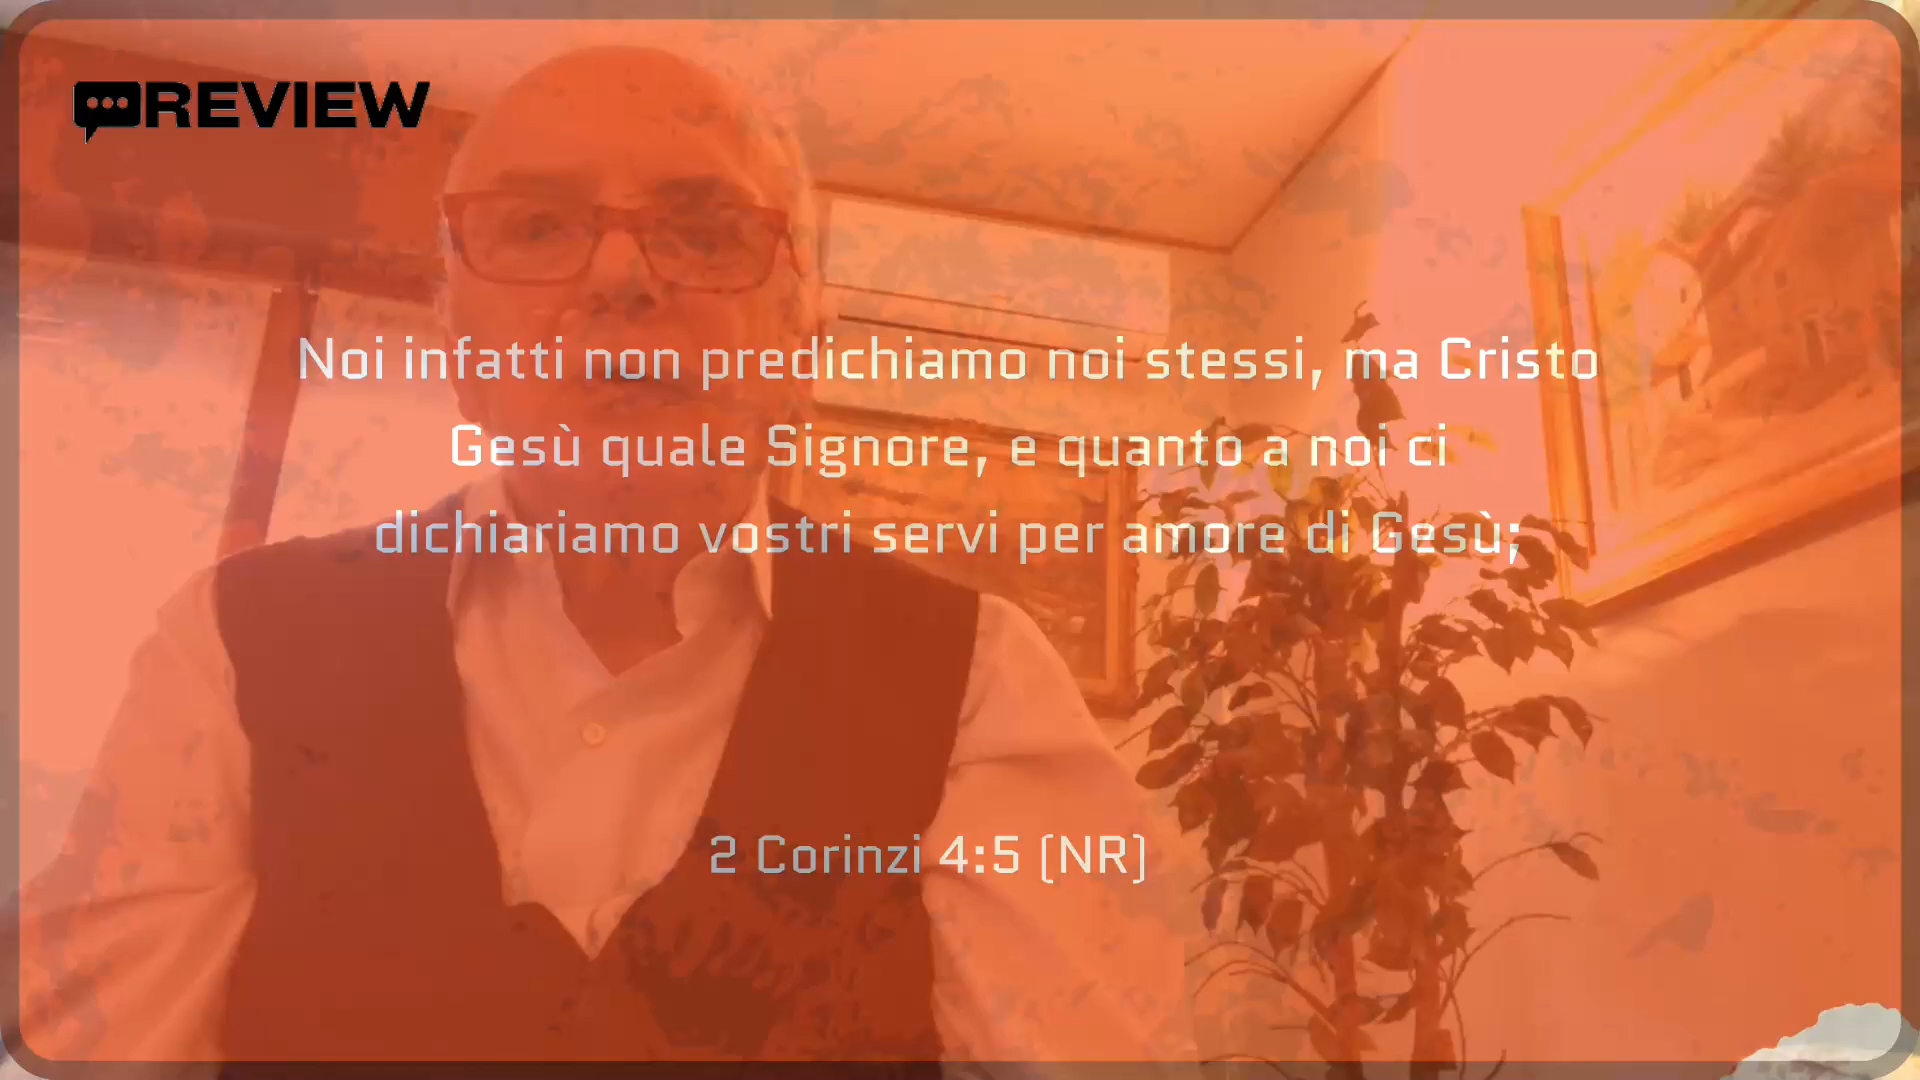 REVIEW
Noi infatti non predichiamo noi stessi, ma Cristo
Gesù quale Signore, e quanto a noi ci
dichiariamo vostri servi per amore di Gesù;
2 Corinzi 4:5 (NR)